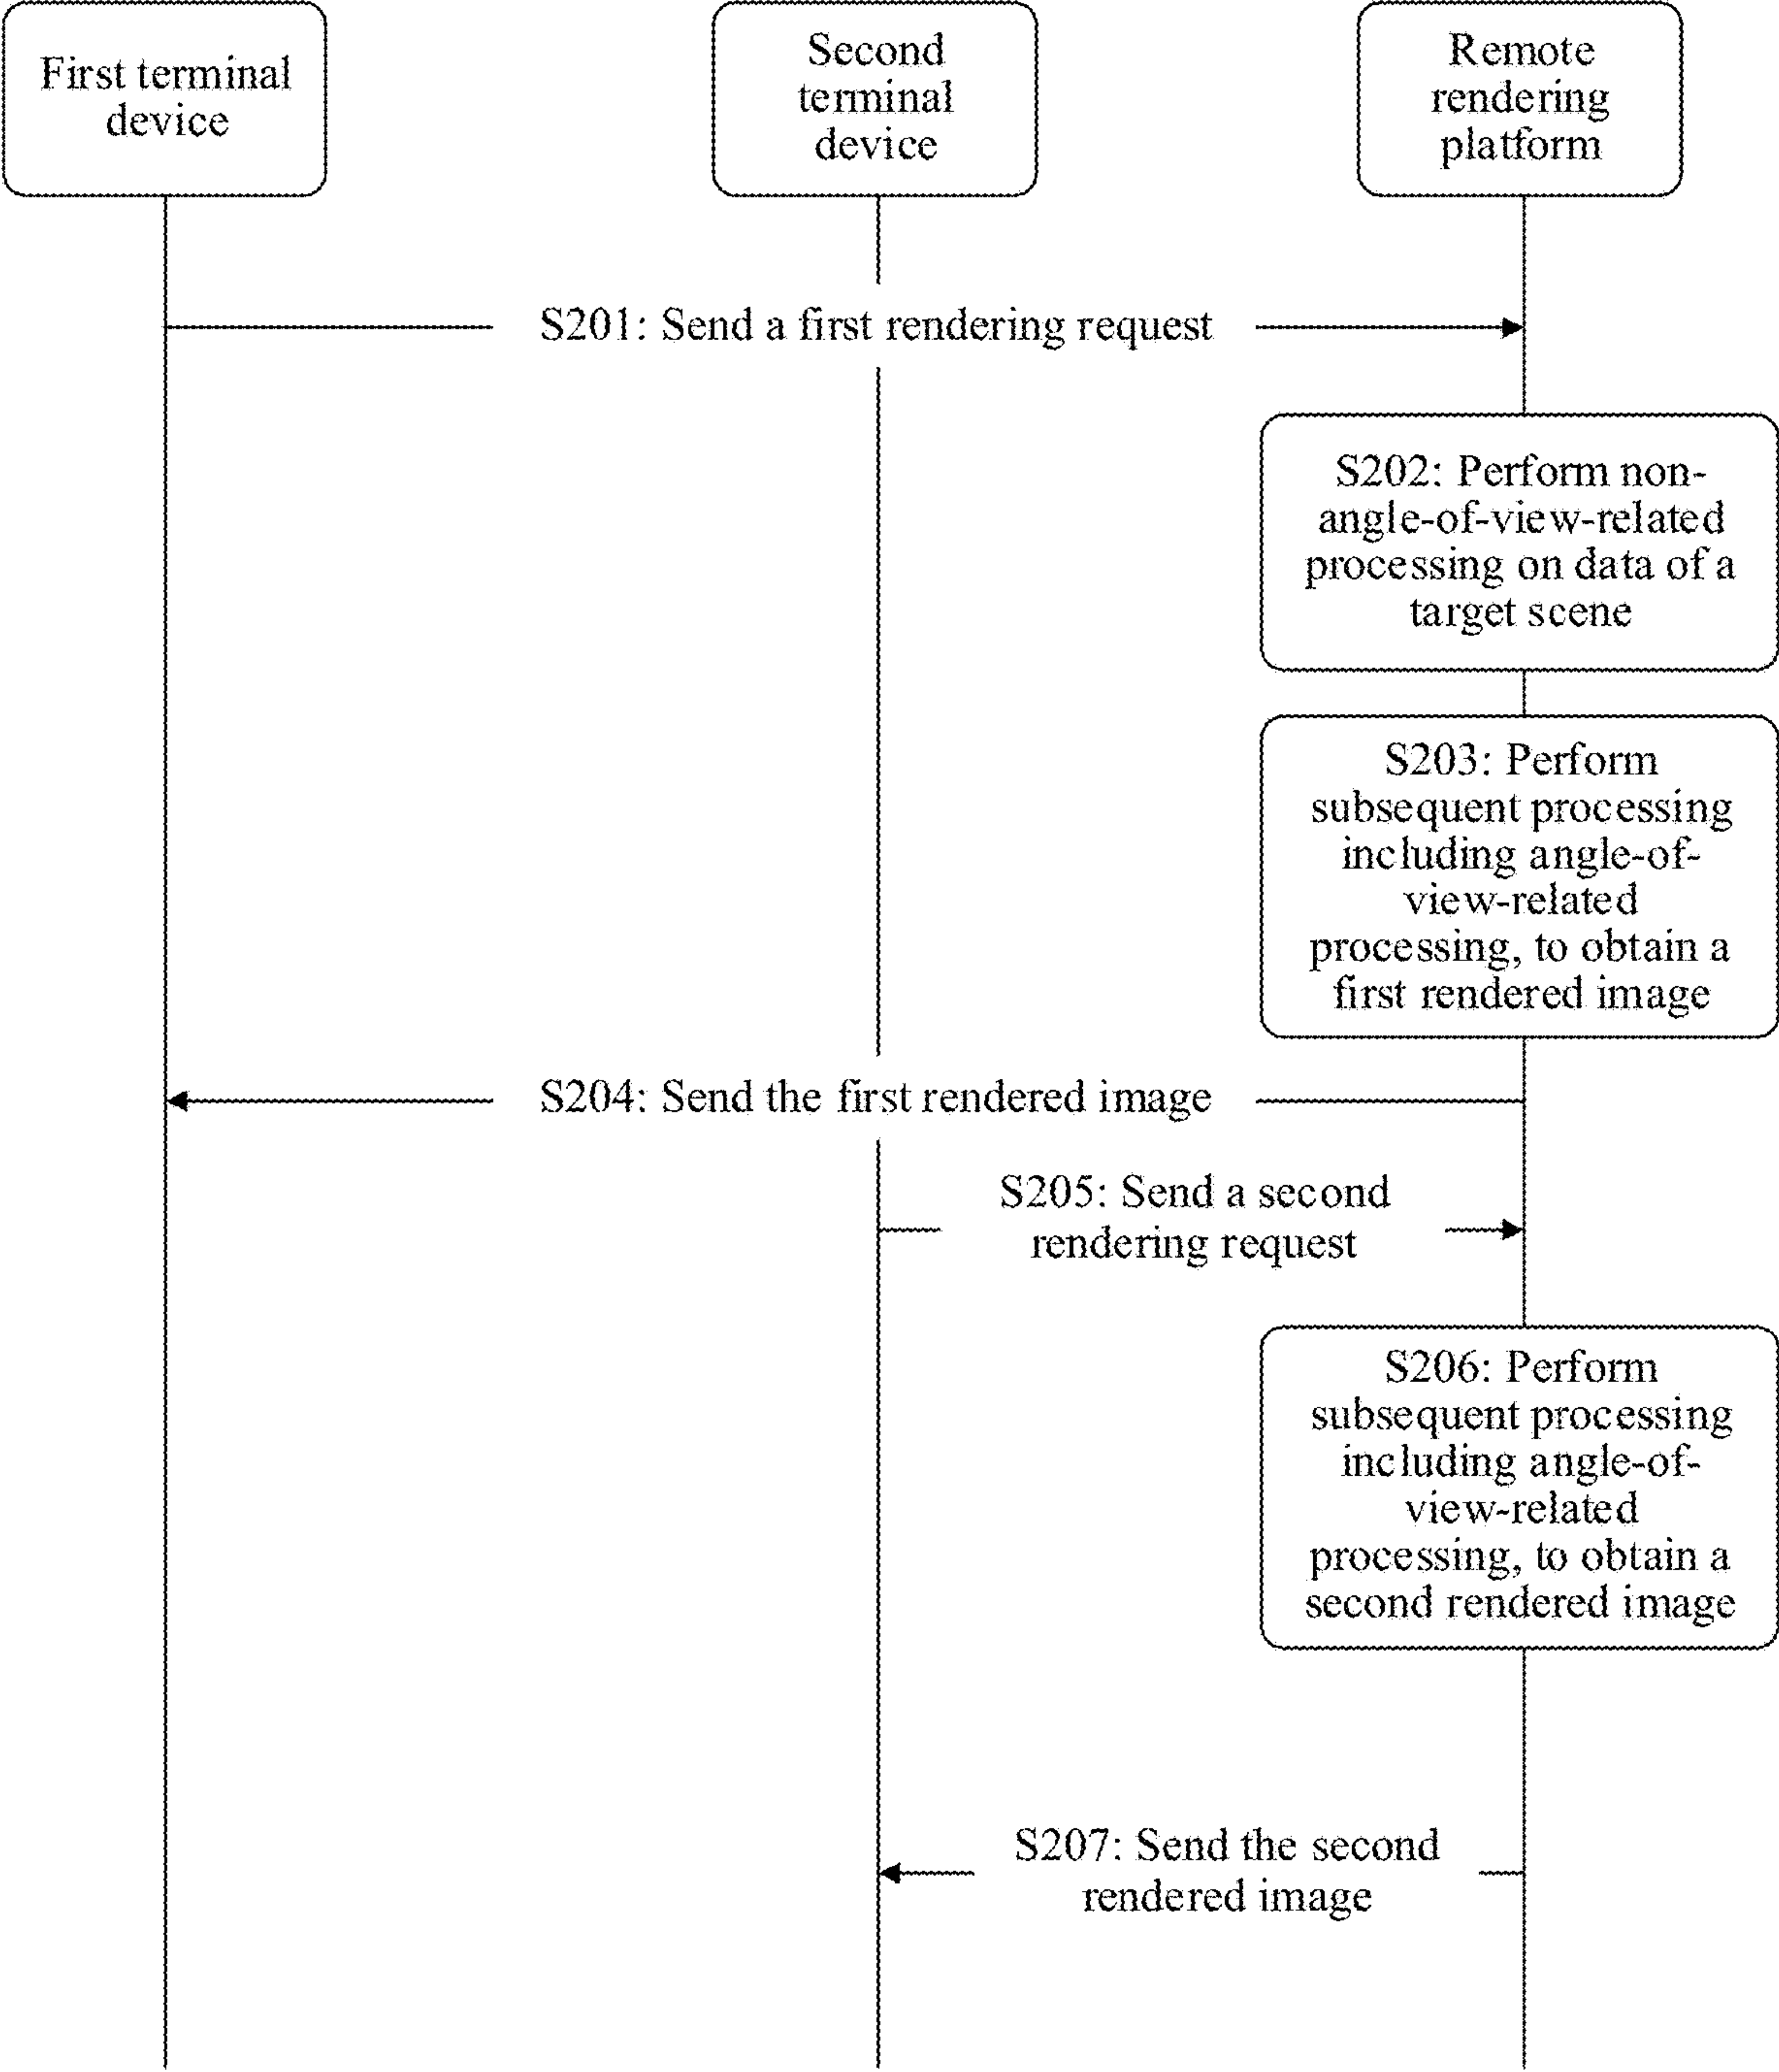 First terminal
device
Second
terminal
device
Remote
rendering
platform
S201: Send a first rendering request
S202: Perform non-
angle-of-view-related
processing on data of a
target scene
S203: Perform
subsequent processing
including angle-of-
view-related
processing, to obtain a
first rendered image
S204: Send the first rendered image
S205: Send a second
rendering request
S206: Perform
subsequent processing
including angle-of-
view-related
processing, to obtain a
second rendered image
S207: Send the second
rendered image